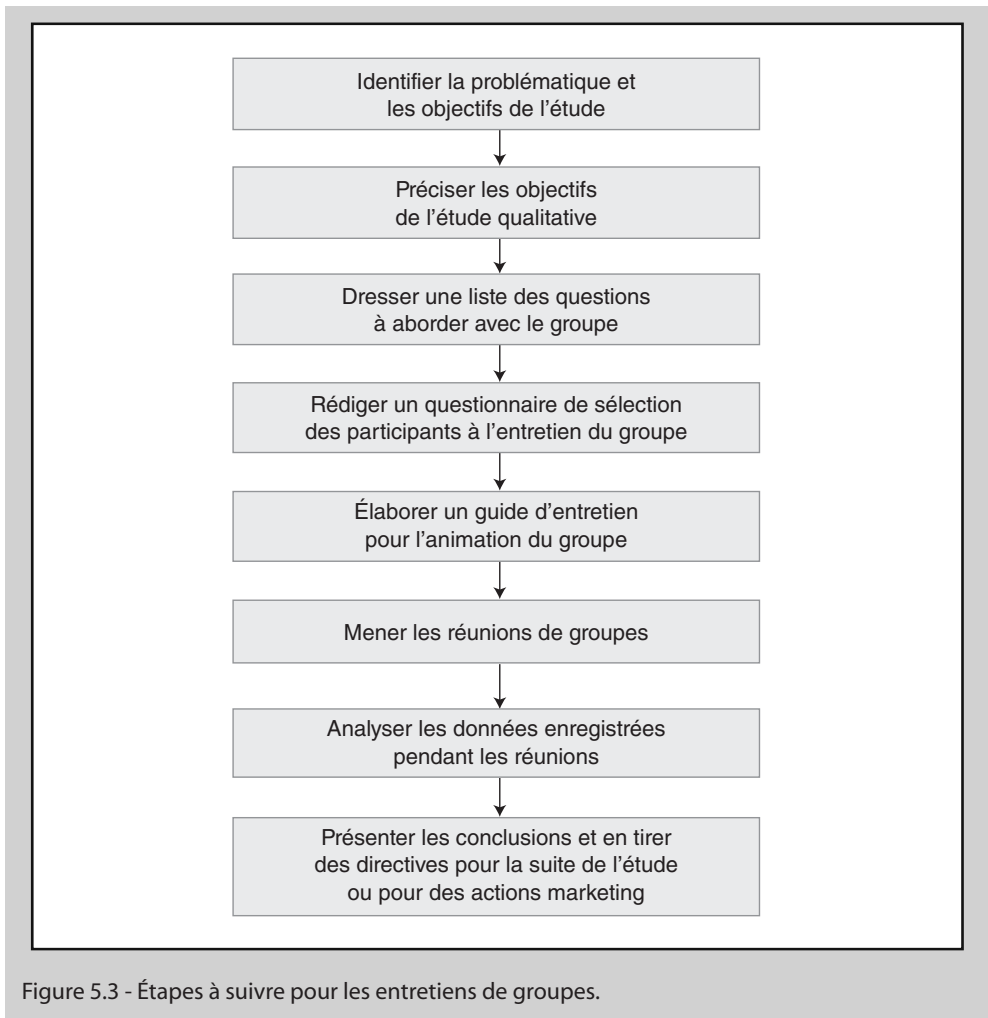 Identifier la problématique et
les objectifs de l’étude
Préciser les objectifs
de l’étude qualitative
Dresser une liste des questions
à aborder avec le groupe
Rédiger un questionnaire de sélection
des participants à l’entretien du groupe
Élaborer un guide d’entretien
pour l’animation du groupe
Mener les réunions de groupes
Analyser les données enregistrées
pendant les réunions
Présenter les conclusions et en tirer
des directives pour la suite de l’étude
ou pour des actions marketing
Figure 5.3 - Étapes à suivre pour les entretiens de groupes.